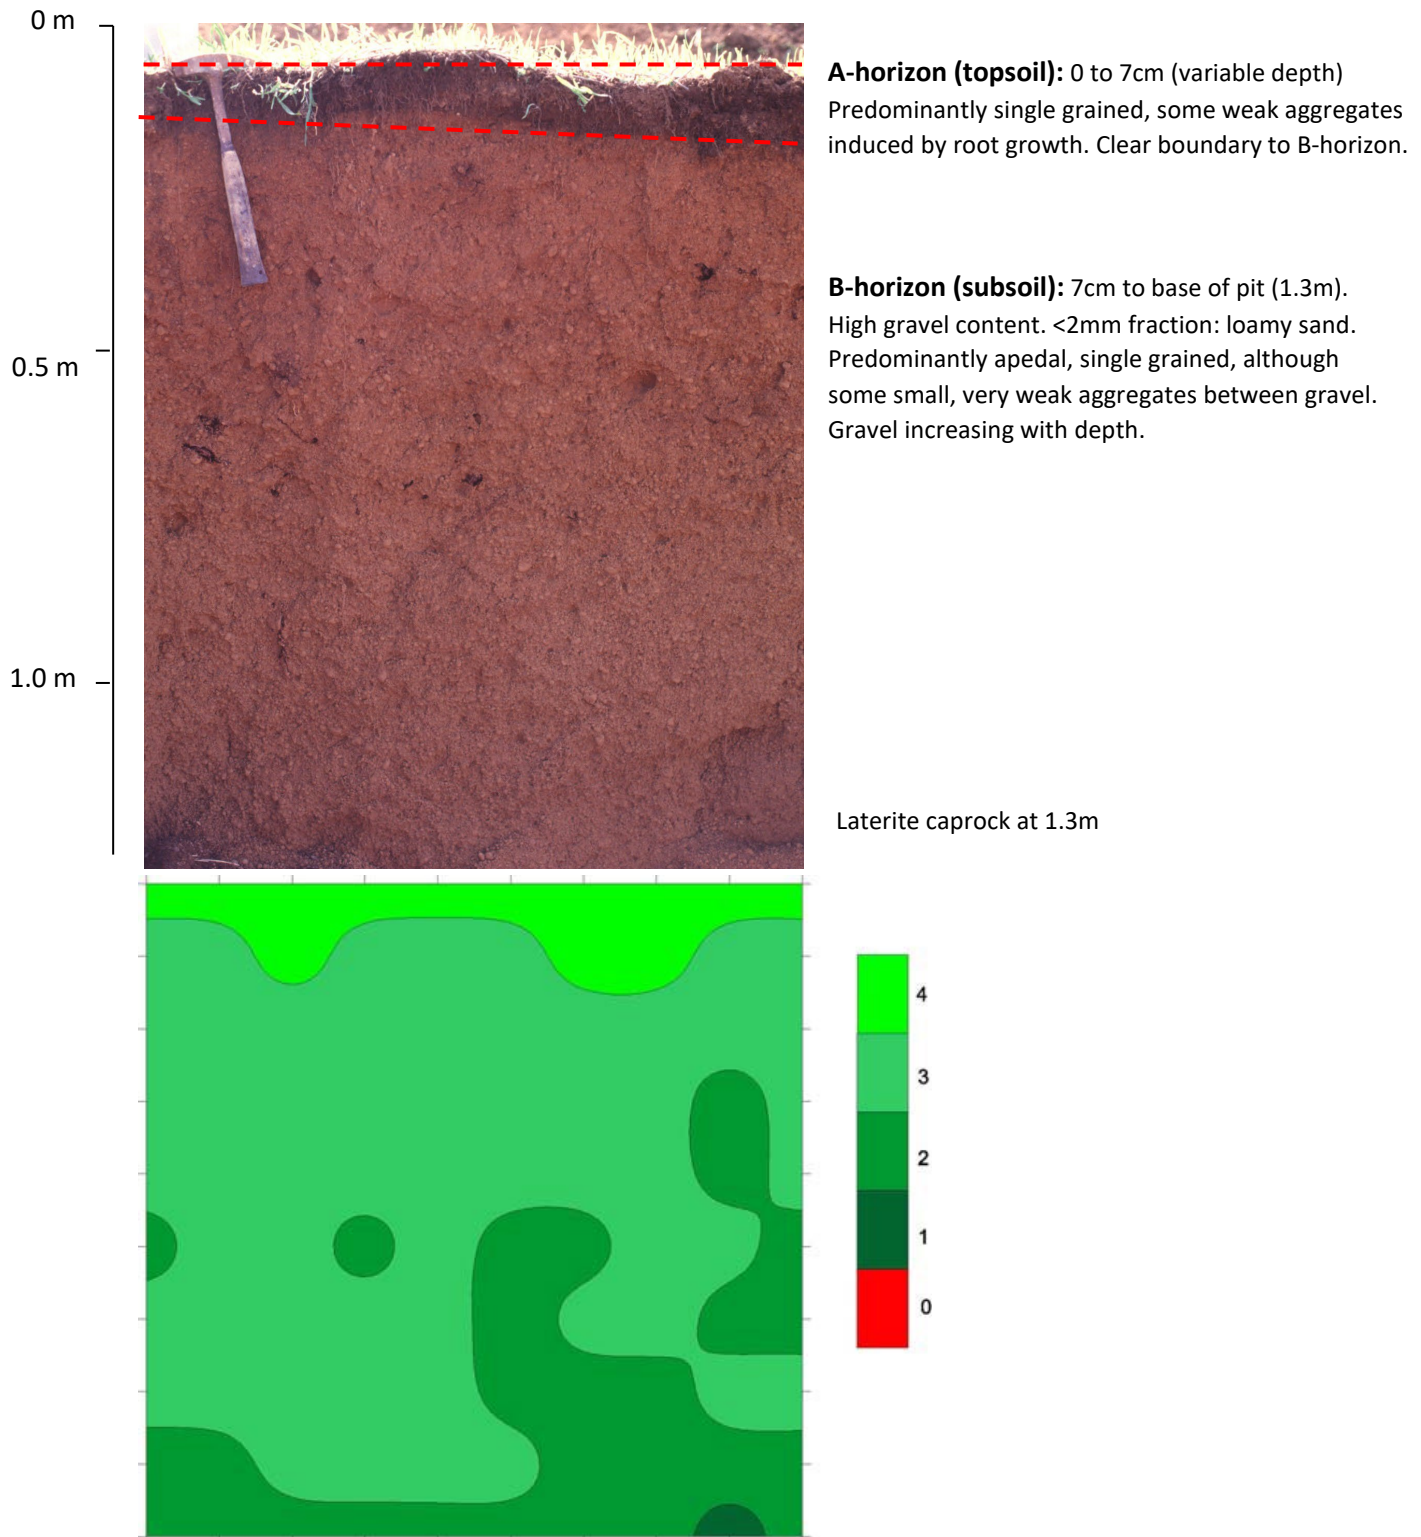 0 m
0.5 m
1.0 m
A-horizon (topsoil): 0 to 7cm (variable depth)
Predominantly single grained, some weak aggregates
induced by root growth. Clear boundary to B-horizon.
B-horizon (subsoil): 7cm to base of pit (1.3m).
High gravel content. <2mm fraction: loamy sand.
Predominantly apedal, single grained, although
some small, very weak aggregates between gravel.
Gravel increasing with depth.
Laterite caprock at 1.3m
4
3
2
1
0